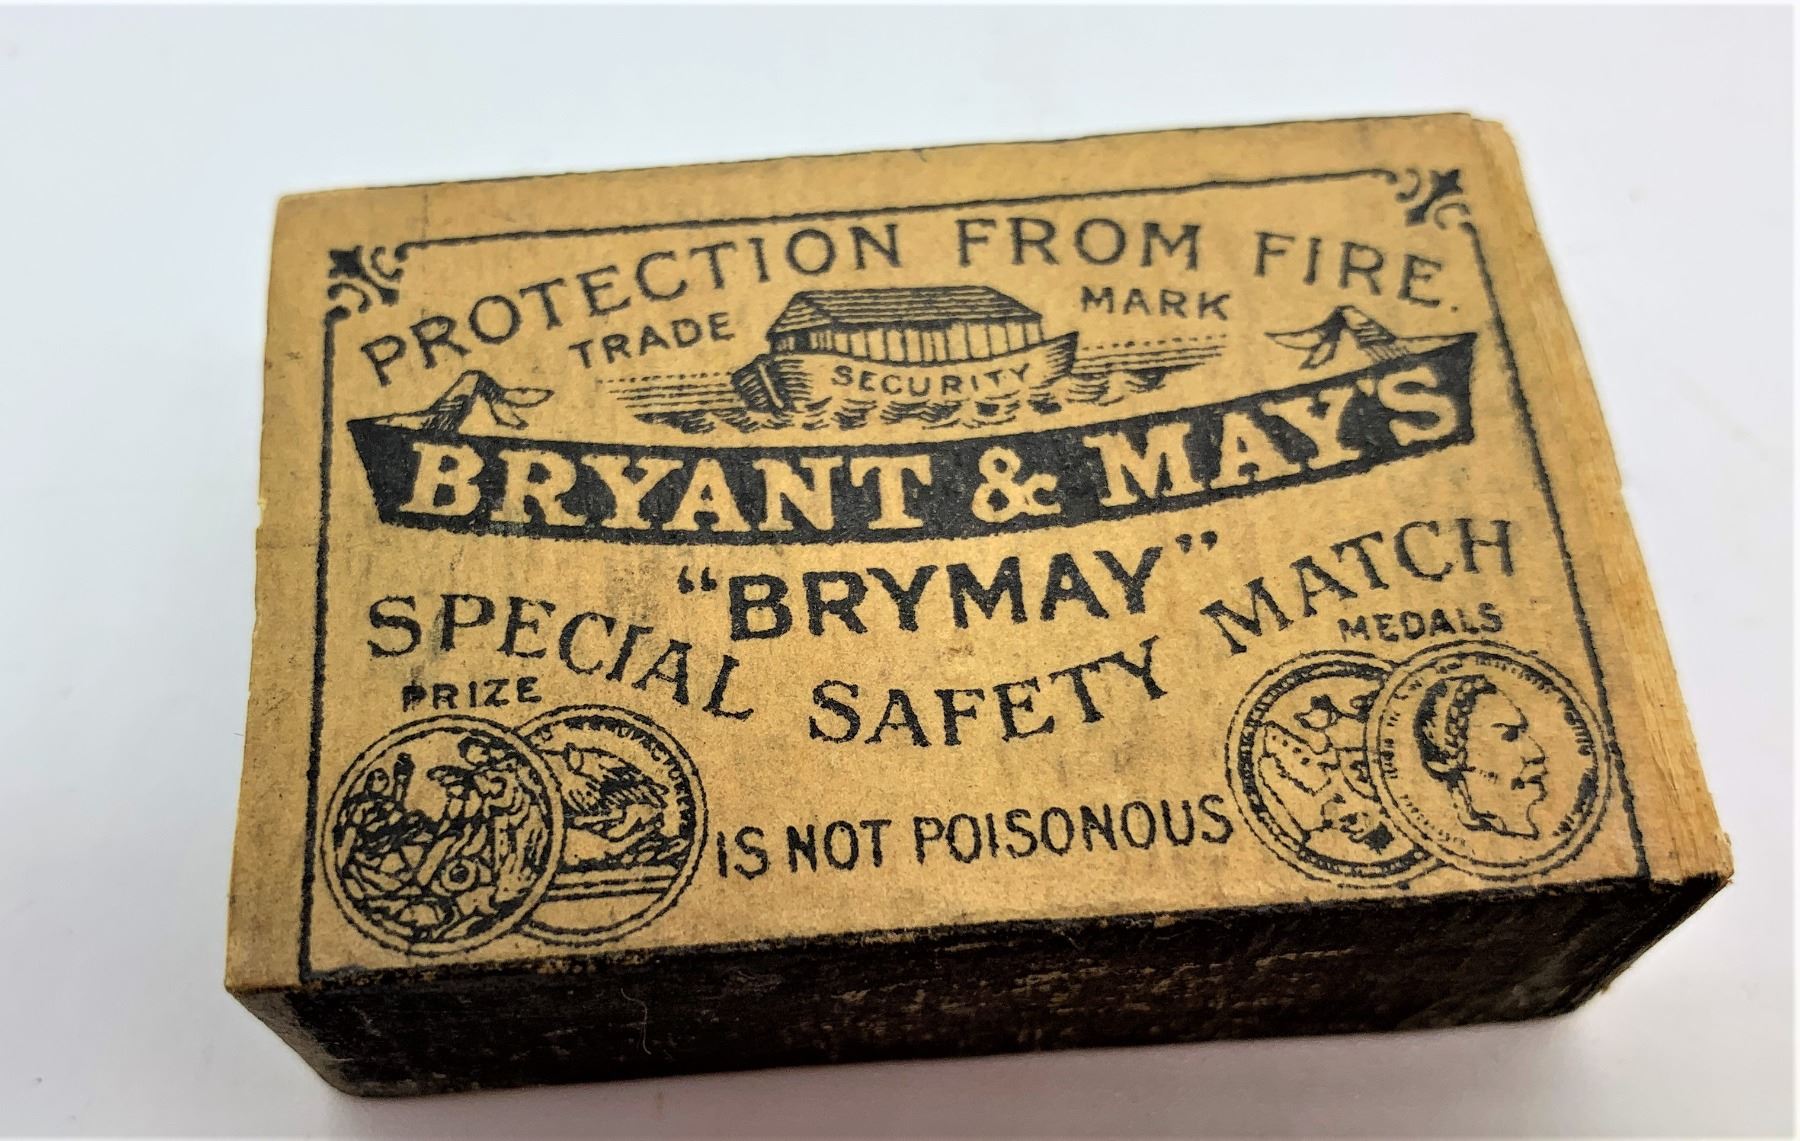 PROTECTION FROM FIRE.
TRADE MARK
SECURITY
BRYANT & MAY'S
"BRYMAY"
SPECIAL SAFETY MATCH
PRIZE MEDALS
IS NOT POISONOUS